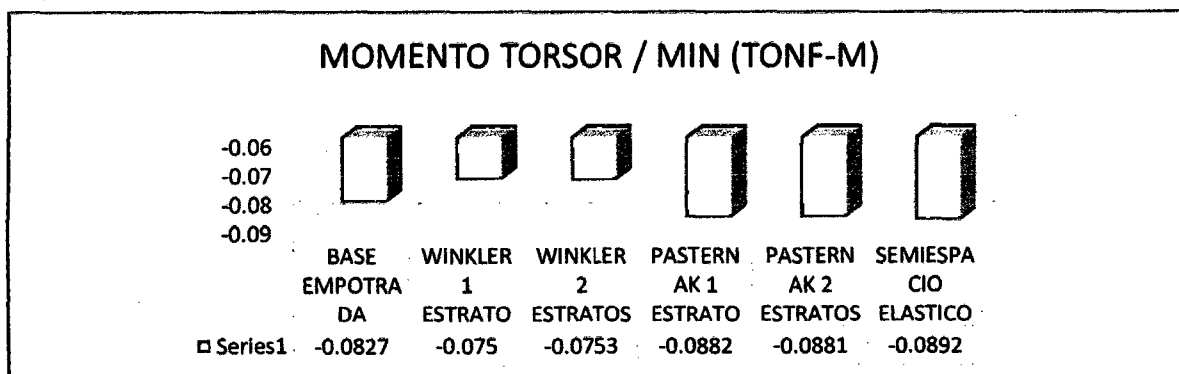 MOMENTO TORSOR / MIN (TONF-M)
-0.06
-0.07
-0.08
-0.09
BASE WINKLER WINKLER PASTERN PASTERN SEMIESPA
EMPOTRA 1 2 AK 1 AK 2 CIO
DA ESTRATO ESTRATOS ESTRATO ESTRATOS ELASTICO
Series1 -0.0827 -0.075 -0.0753 -0.0882 -0.0881 -0.0892